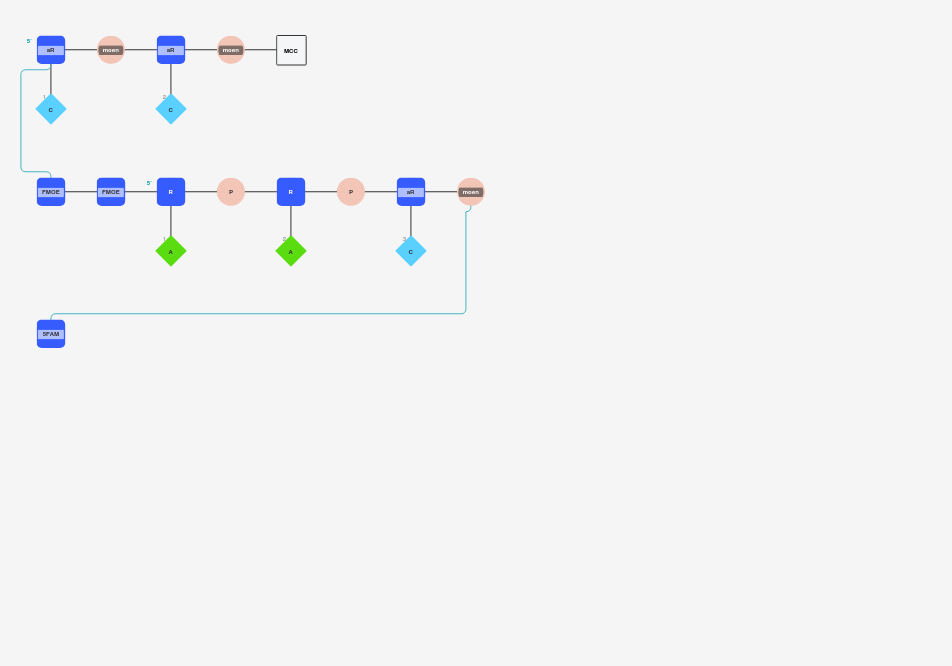 5'
aR moen aR moen MCC
1 C 2 C
FMOE FMOE 5' R P R P aR moen
1 A 2 A 3 C
5FAM